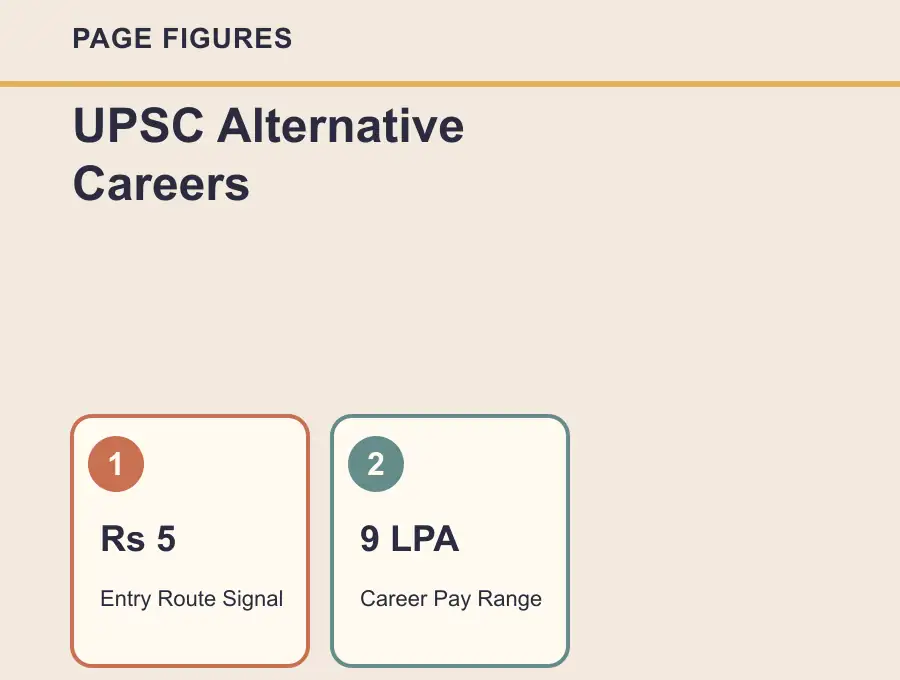 PAGE FIGURES
UPSC Alternative
Careers
1
Rs 5
Entry Route Signal
2
9 LPA
Career Pay Range